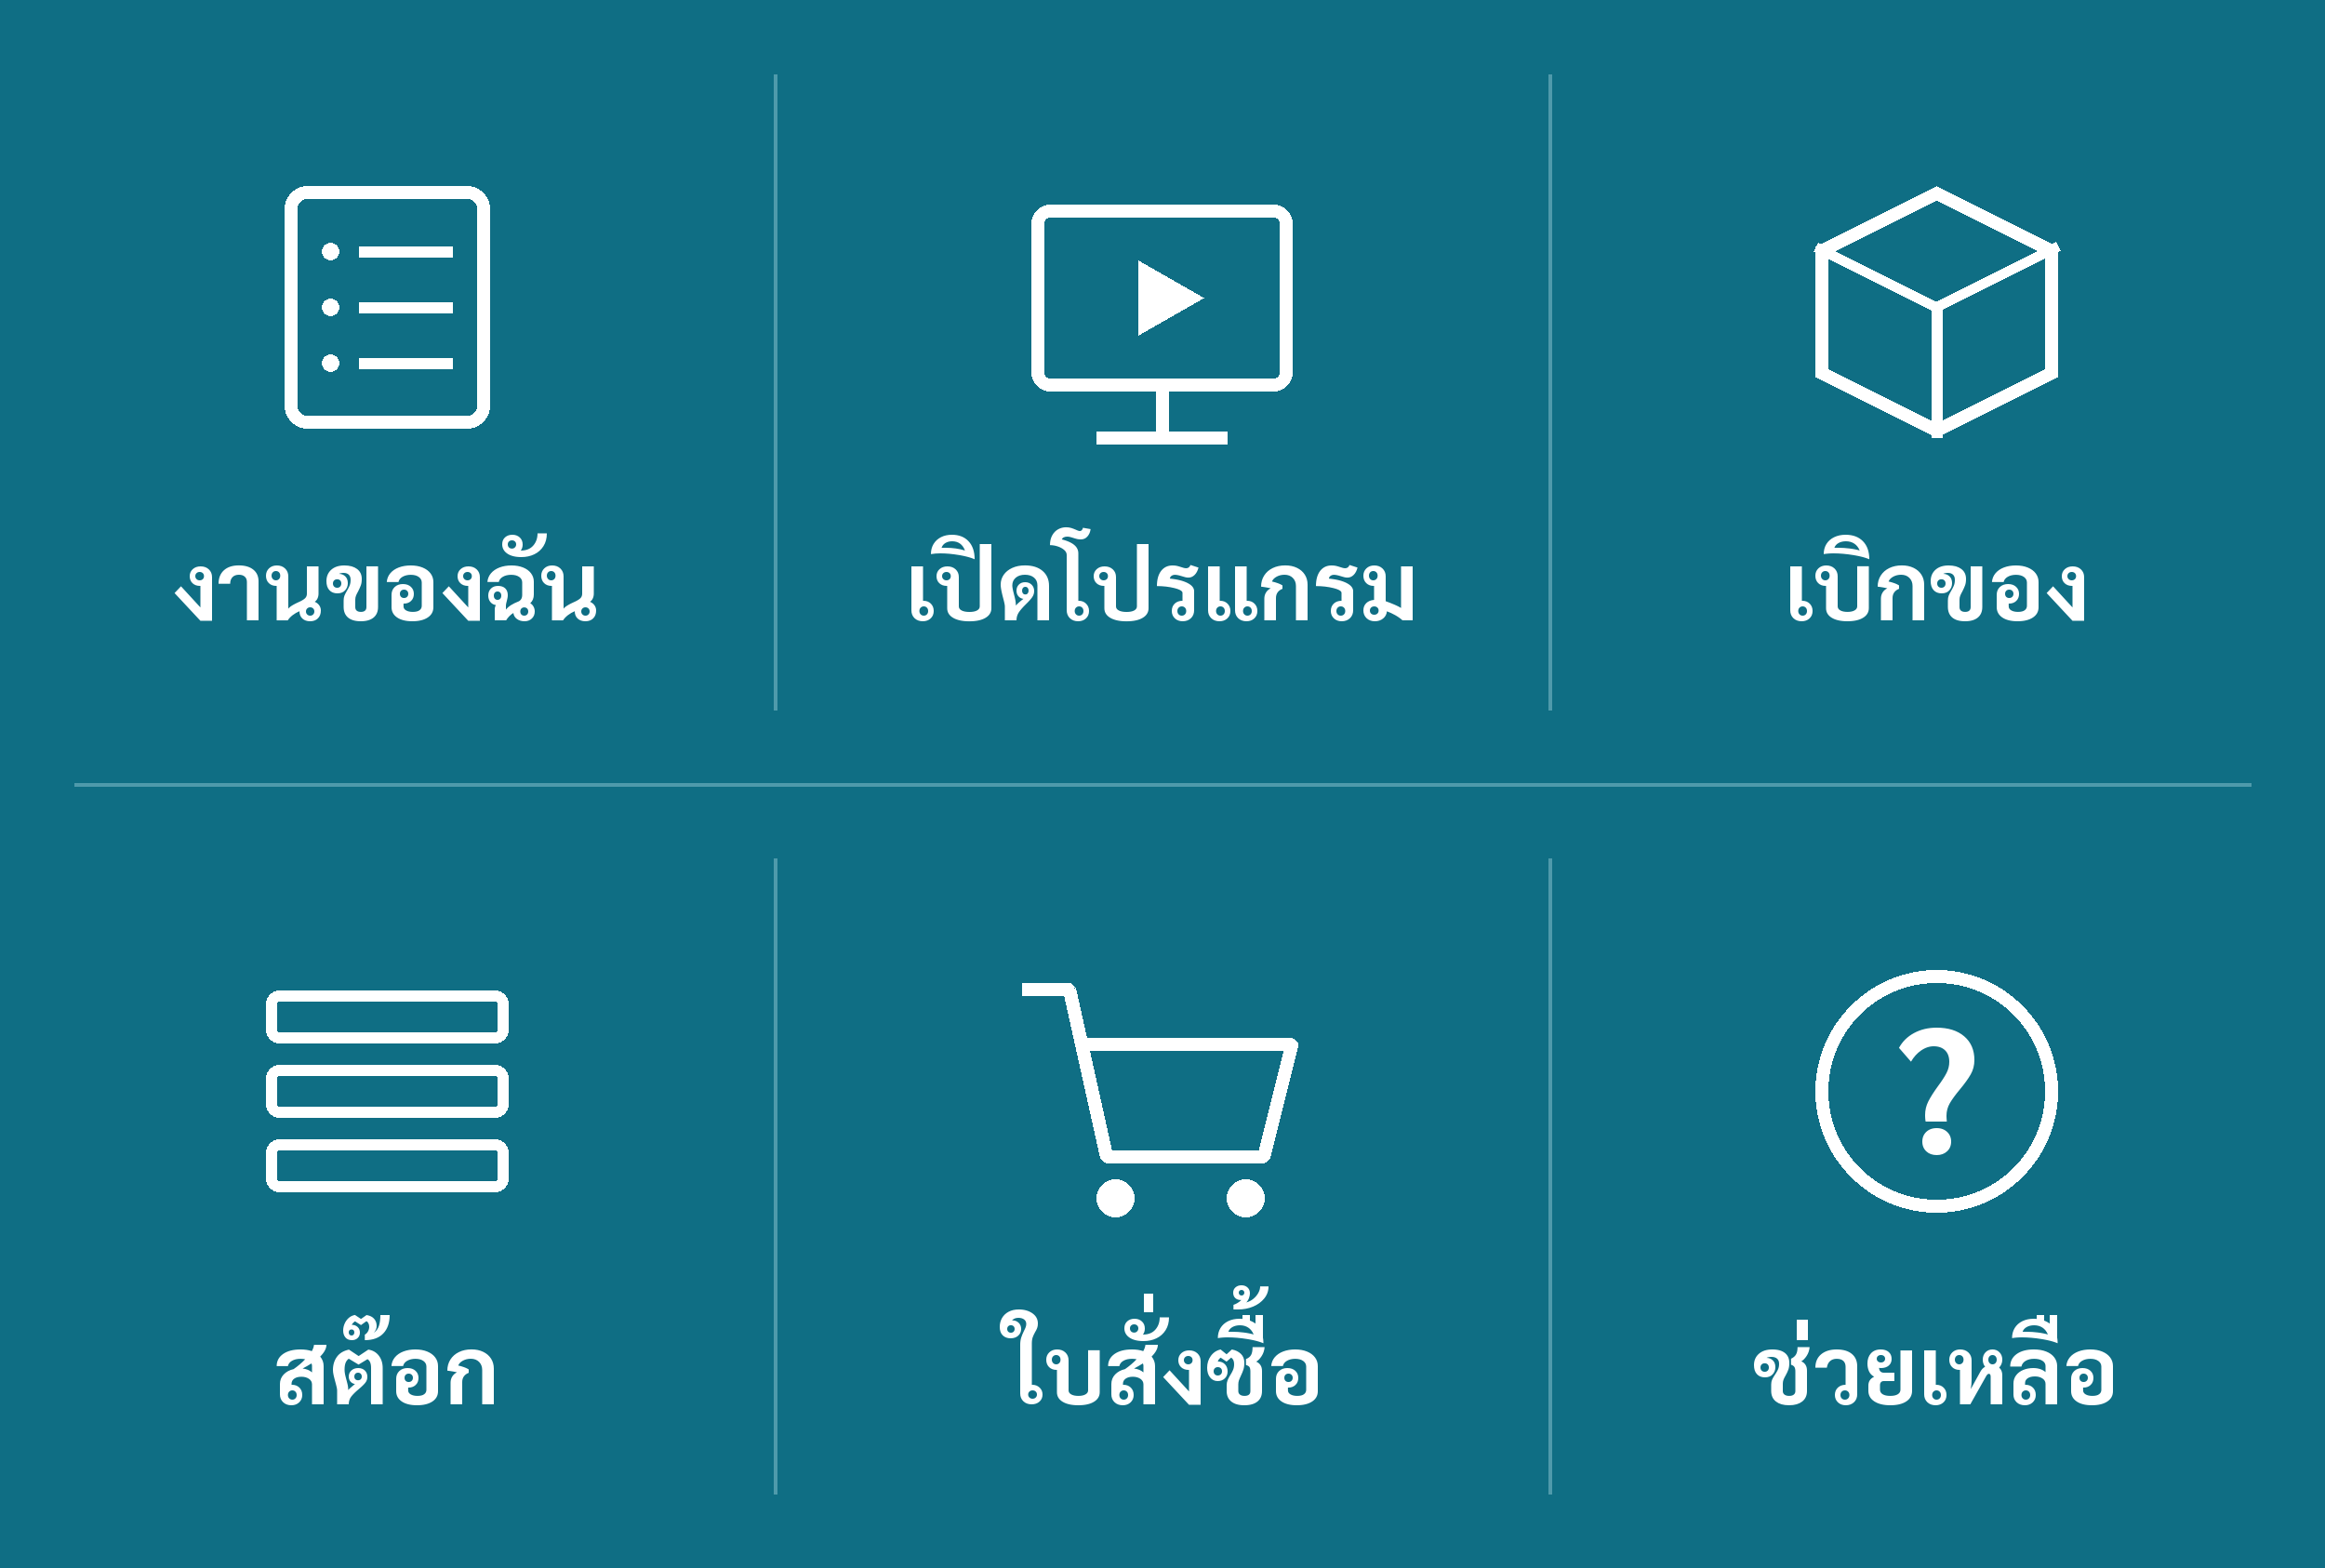 งานของฉัน
เปิดโปรแกรม
เบิกของ
?
สต๊อก
ใบสั่งซื้อ
ช่วยเหลือ